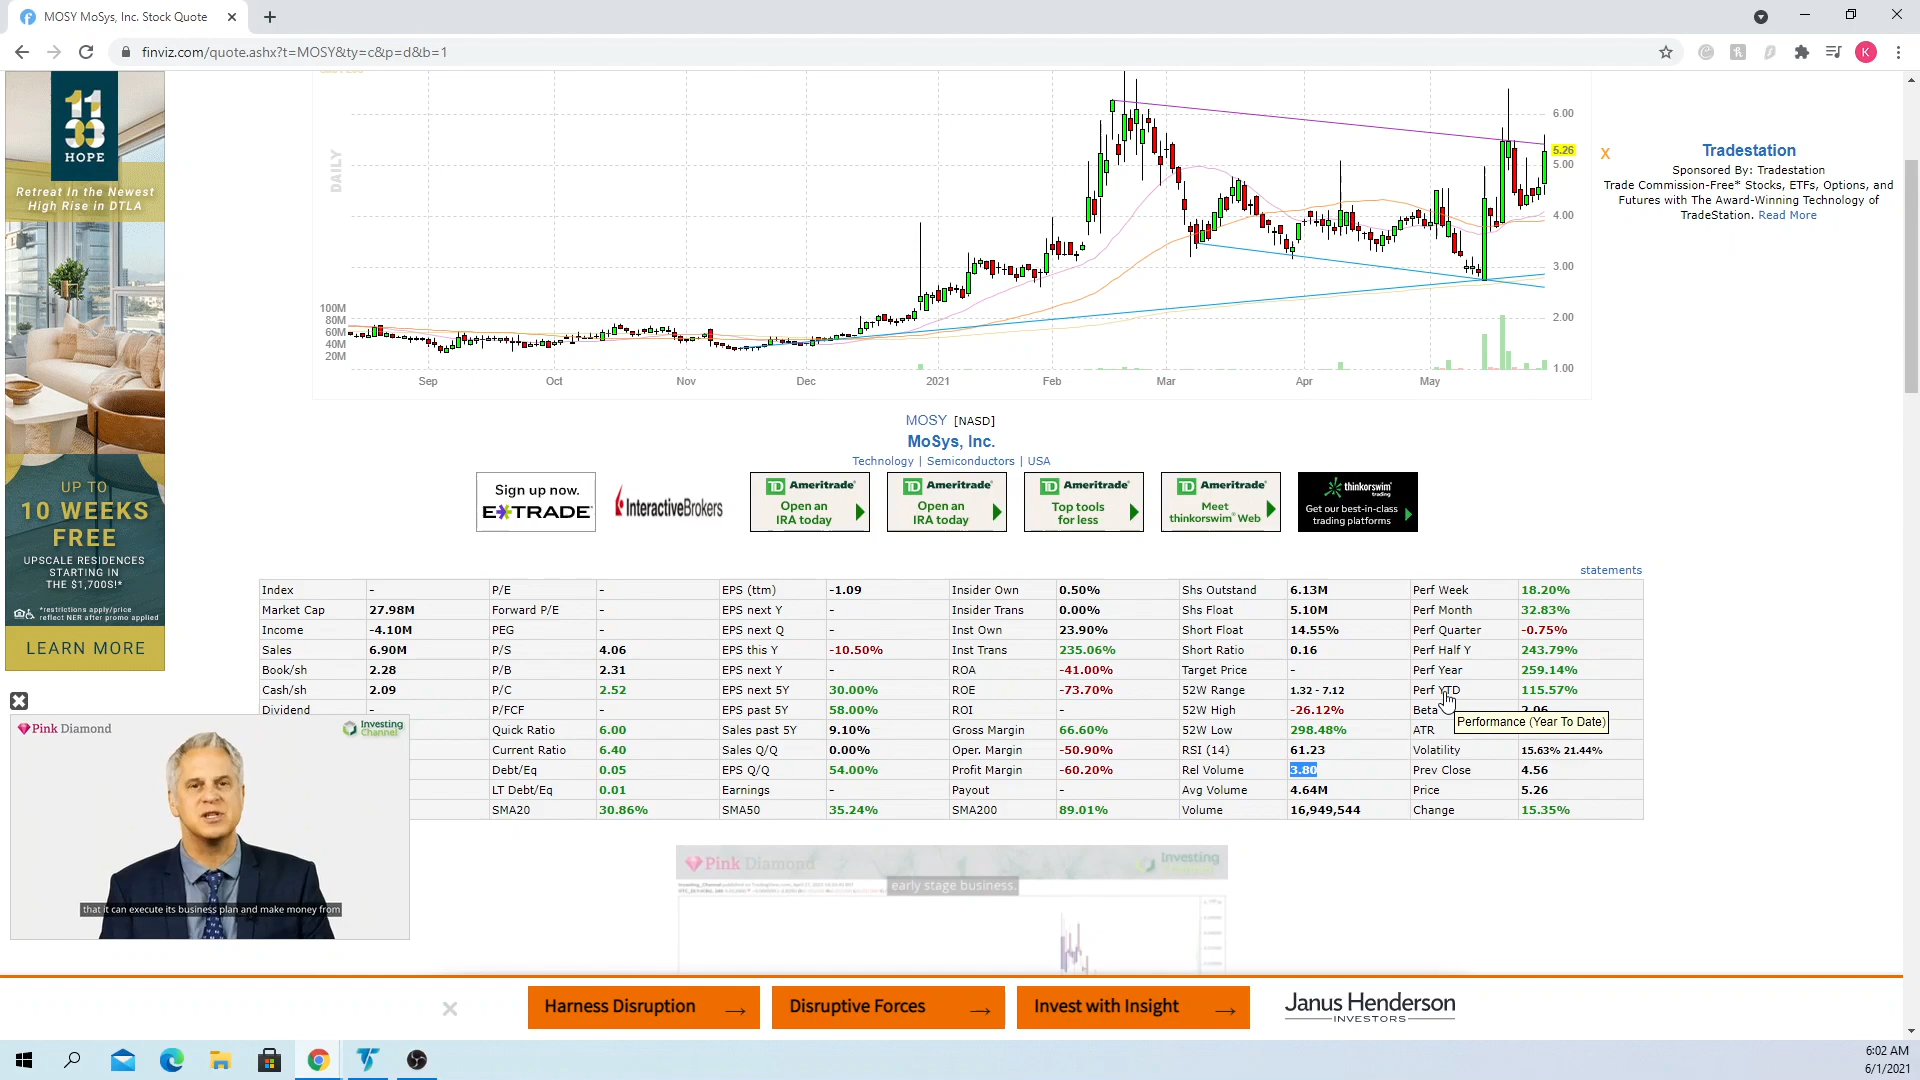 MOSY MoSys, Inc. Stock Quote
finviz.com/quote.ashx?t=MOSY&ty=c&p=d&b=1
K
1133
HOPE
Retreat in the Newest
High Rise in DTLA
UP TO
10 WEEKS
FREE
UPSCALE RESIDENCES
STARTING IN
THE $1,700S!*
*restrictions apply/price
reflect NER after promo applied
LEARN MORE
DAILY
6.00
5.26
5.00
4.00
3.00
2.00
1.00
100M
80M
60M
40M
20M
Sep Oct Nov Dec 2021 Feb Mar Apr May
X
Tradestation
Sponsored By: Tradestation
Trade Commission-Free* Stocks, ETFs, Options, and
Futures with The Award-Winning Technology of
TradeStation. Read More
MOSY [NASD]
MoSys, Inc.
Technology | Semiconductors | USA
Sign up now.
E*TRADE®
InteractiveBrokers
TD Ameritrade®
Open an
IRA today
TD Ameritrade®
Open an
IRA today
TD Ameritrade®
Top tools
for less
TD Ameritrade®
Meet
thinkorswim® Web
thinkorswim®
trading
Get our best-in-class
trading platforms
statements
Index - P/E - EPS (ttm) -1.09 Insider Own 0.50% Shs Outstand 6.13M Perf Week 18.20%
Market Cap 27.98M Forward P/E - EPS next Y - Insider Trans 0.00% Shs Float 5.10M Perf Month 32.83%
Income -4.10M PEG - EPS next Q - Inst Own 23.90% Short Float 14.55% Perf Quarter -0.75%
Sales 6.90M P/S 4.06 EPS this Y -10.50% Inst Trans 235.06% Short Ratio 0.16 Perf Half Y 243.79%
Book/sh 2.28 P/B 2.31 EPS next Y - ROA -41.00% Target Price - Perf Year 259.14%
Cash/sh 2.09 P/C 2.52 EPS next 5Y 30.00% ROE -73.70% 52W Range 1.32 - 7.12 Perf YTD 115.57%
Dividend P/FCF - EPS past 5Y 58.00% ROI - 52W High -26.12% Beta 2.06
Quick Ratio 6.00 Sales past 5Y 9.10% Gross Margin 66.60% 52W Low 298.48% ATR
Current Ratio 6.40 Sales Q/Q 0.00% Oper. Margin -50.90% RSI (14) 61.23 Volatility 15.63% 21.44%
Debt/Eq 0.05 EPS Q/Q 54.00% Profit Margin -60.20% Rel Volume 3.80 Prev Close 4.56
LT Debt/Eq 0.01 Earnings - Payout - Avg Volume 4.64M Price 5.26
SMA20 30.86% SMA50 35.24% SMA200 89.01% Volume 16,949,544 Change 15.35%
Performance (Year To Date)
Pink Diamond
Investing
Channel
that it can execute its business plan and make money from
Pink Diamond
Investing
early stage business.
Harness Disruption →
Disruptive Forces →
Invest with Insight →
Janus Henderson
INVESTORS
6:02 AM
6/1/2021